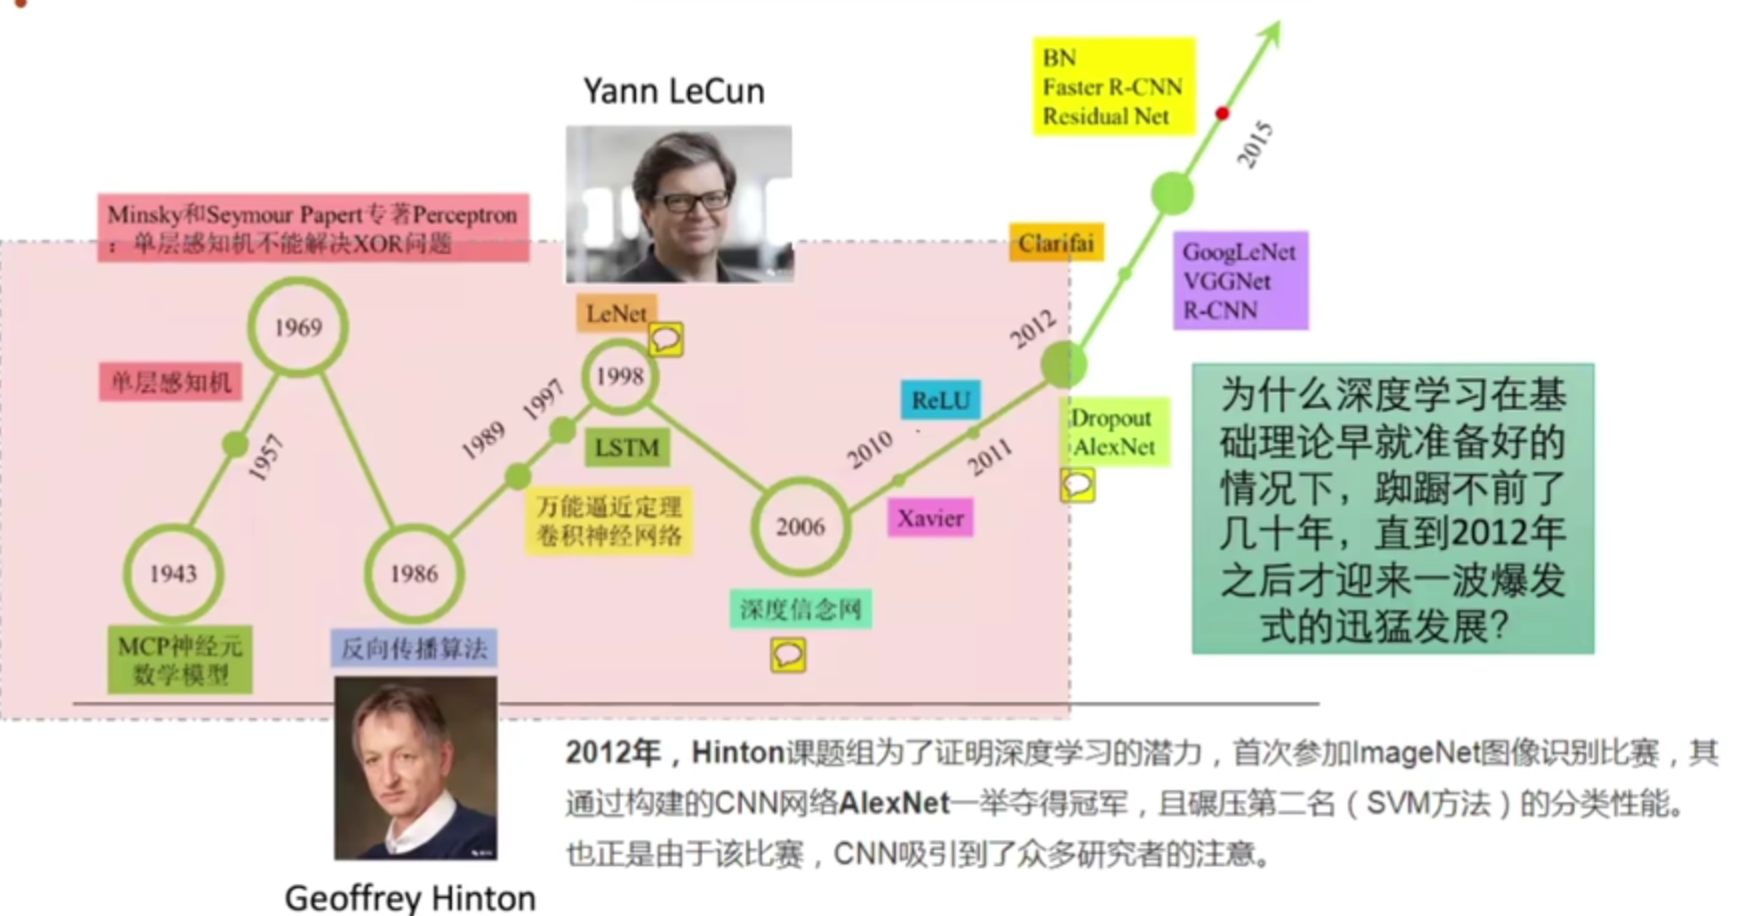 Yann LeCun
BN
Faster R-CNN
Residual Net
2015
Minsky和Seymour Papert专著Perceptron
：单层感知机不能解决XOR问题
Clarifai
GoogLeNet
VGGNet
R-CNN
LeNet
1969
2012
单层感知机
1998
1997
ReLU
1957
1989
LSTM
2010
2011
Dropout
AlexNet
万能逼近定理
卷积神经网络
2006
Xavier
1943
1986
深度信念网
MCP神经元
数学模型
反向传播算法
为什么深度学习在基
础理论早就准备好的
情况下，踟蹰不前了
几十年，直到2012年
之后才迎来一波爆发
式的迅猛发展？
2012年，Hinton课题组为了证明深度学习的潜力，首次参加ImageNet图像识别比赛，其
通过构建的CNN网络AlexNet一举夺得冠军，且碾压第二名（SVM方法）的分类性能。
也正是由于该比赛，CNN吸引到了众多研究者的注意。
Geoffrey Hinton